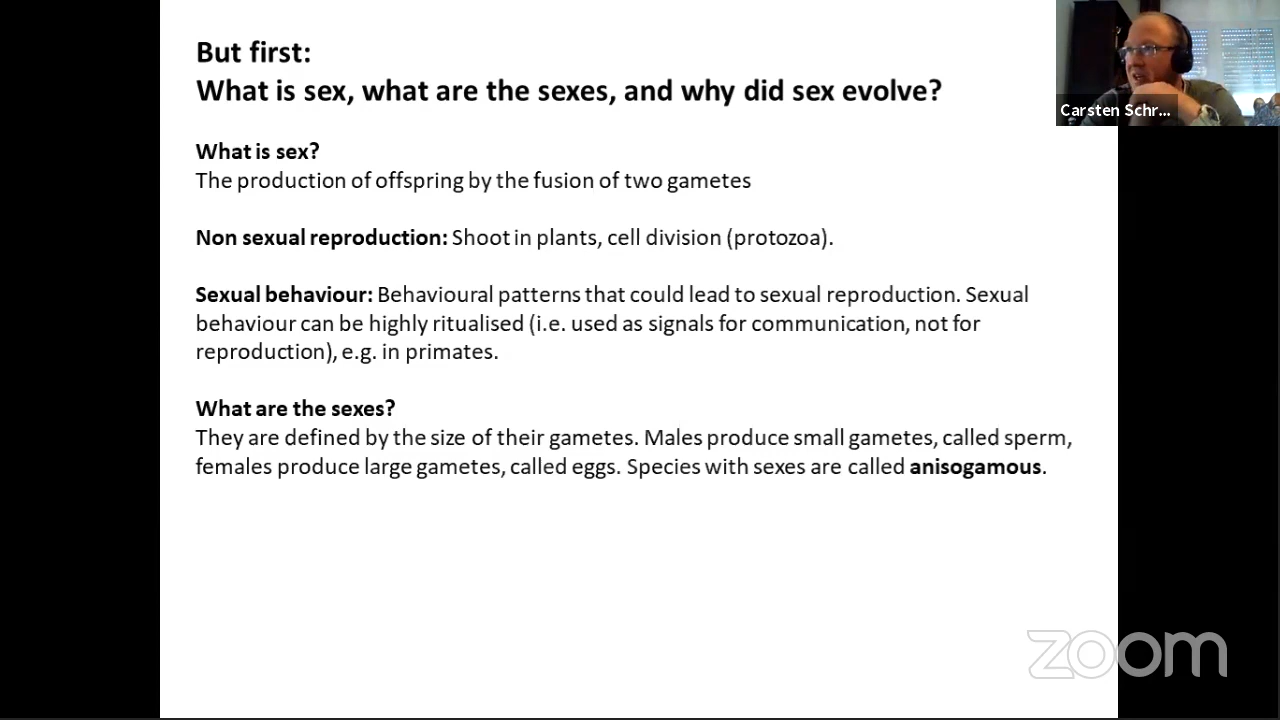 But first:
What is sex, what are the sexes, and why did sex evolve?
Carsten Schr...
What is sex?
The production of offspring by the fusion of two gametes
Non sexual reproduction: Shoot in plants, cell division (protozoa).
Sexual behaviour: Behavioural patterns that could lead to sexual reproduction. Sexual
behaviour can be highly ritualised (i.e. used as signals for communication, not for
reproduction), e.g. in primates.
What are the sexes?
They are defined by the size of their gametes. Males produce small gametes, called sperm,
females produce large gametes, called eggs. Species with sexes are called anisogamous.
zoom